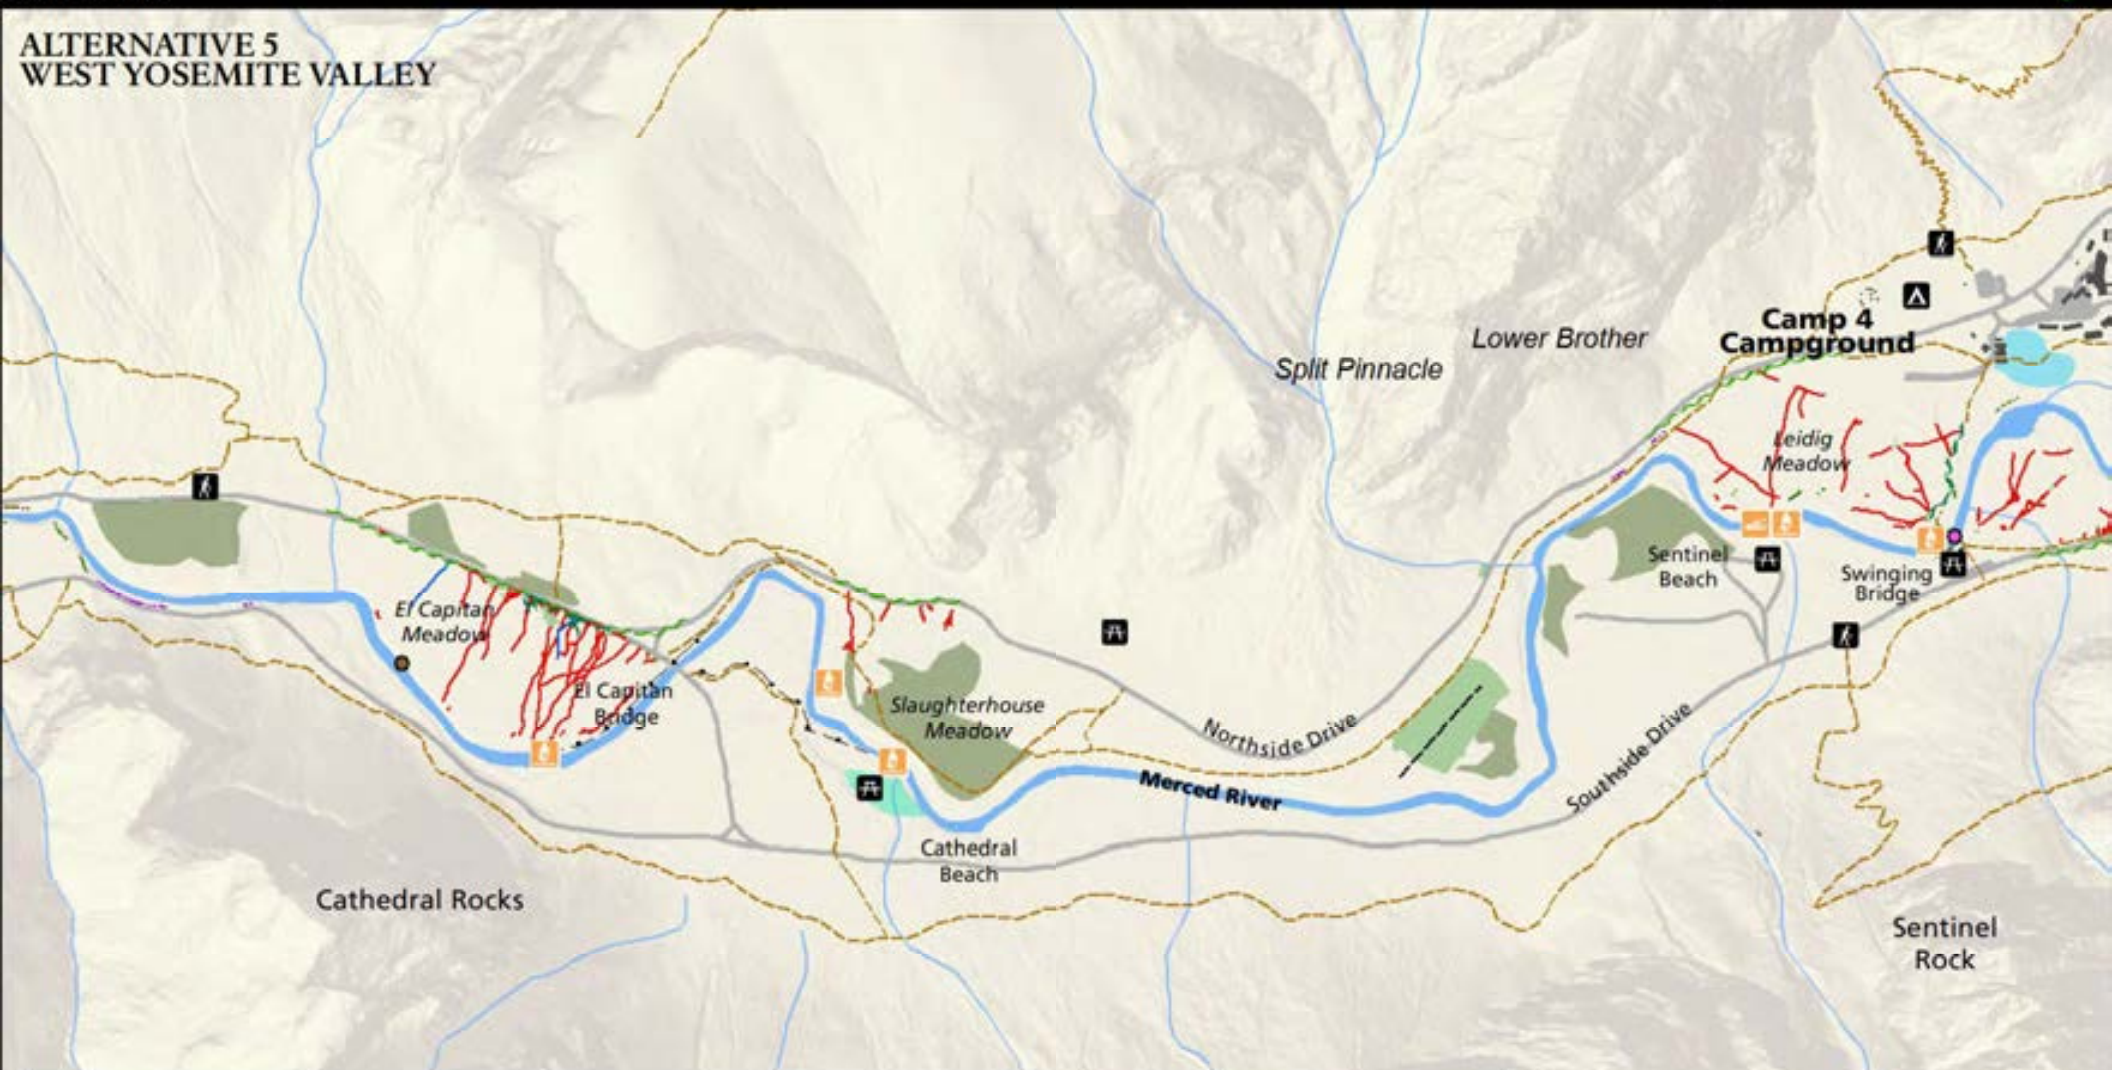 ALTERNATIVE 5
WEST YOSEMITE VALLEY
Lower Brother
Split Pinnacle
Camp 4
Campground
Leidig
Meadow
El Capitan
Meadow
El Capitan
Bridge
Slaughterhouse
Meadow
Sentinel
Beach
Swinging
Bridge
Northside Drive
Merced River
Southside Drive
Cathedral
Beach
Cathedral Rocks
Sentinel
Rock